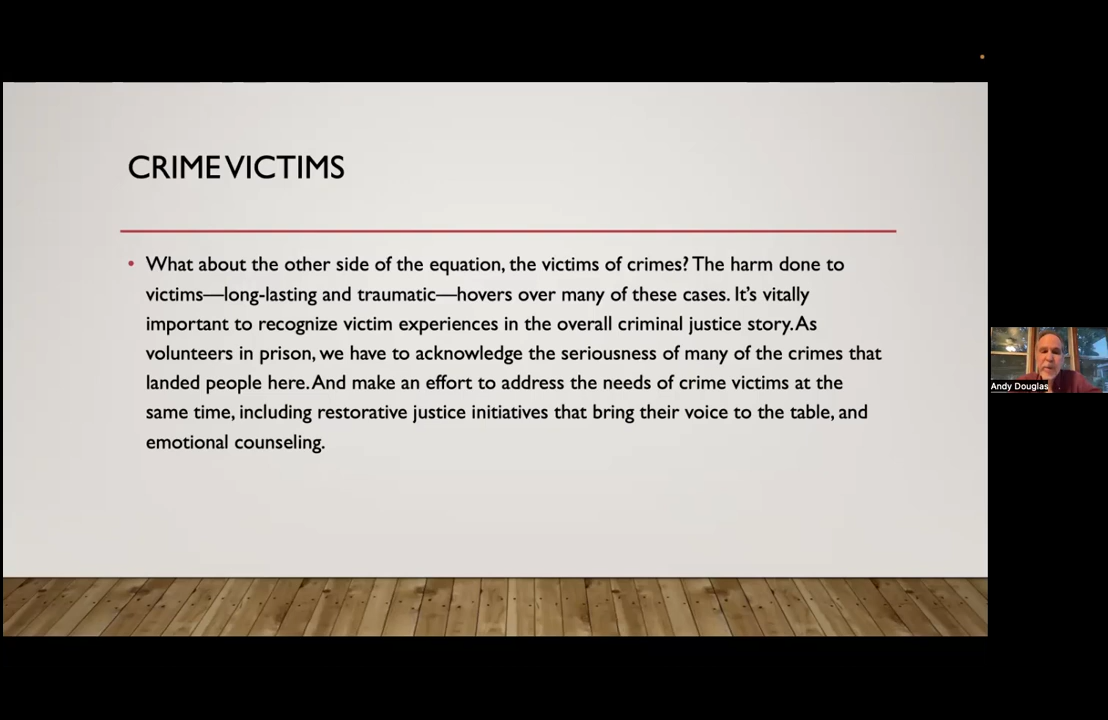 CRIME VICTIMS
• What about the other side of the equation, the victims of crimes? The harm done to
victims—long-lasting and traumatic—hovers over many of these cases. It’s vitally
important to recognize victim experiences in the overall criminal justice story. As
volunteers in prison, we have to acknowledge the seriousness of many of the crimes that
landed people here. And make an effort to address the needs of crime victims at the
same time, including restorative justice initiatives that bring their voice to the table, and
emotional counseling.
Andy Douglas